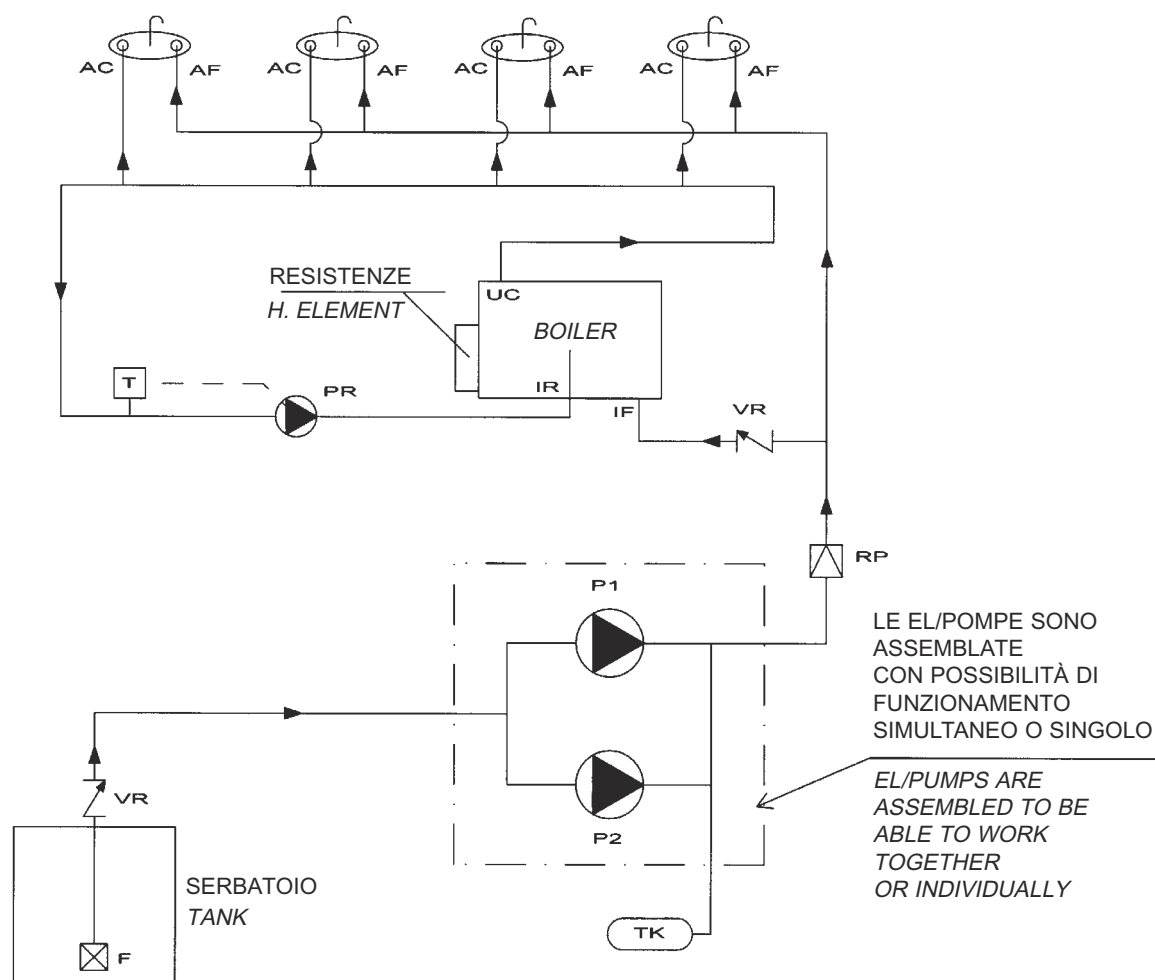 AC AF AC AF AC AF AC AF
RESISTENZE
H. ELEMENT
UC
BOILER
T
PR
IR
IF
VR
RP
P1
LE EL/POMPE SONO
ASSEMBLATE
CON POSSIBILITÀ DI
FUNZIONAMENTO
SIMULTANEO O SINGOLO
EL/PUMPS ARE
ASSEMBLED TO BE
ABLE TO WORK
TOGETHER
OR INDIVIDUALLY
VR
P2
SERBATOIO
TANK
F
TK